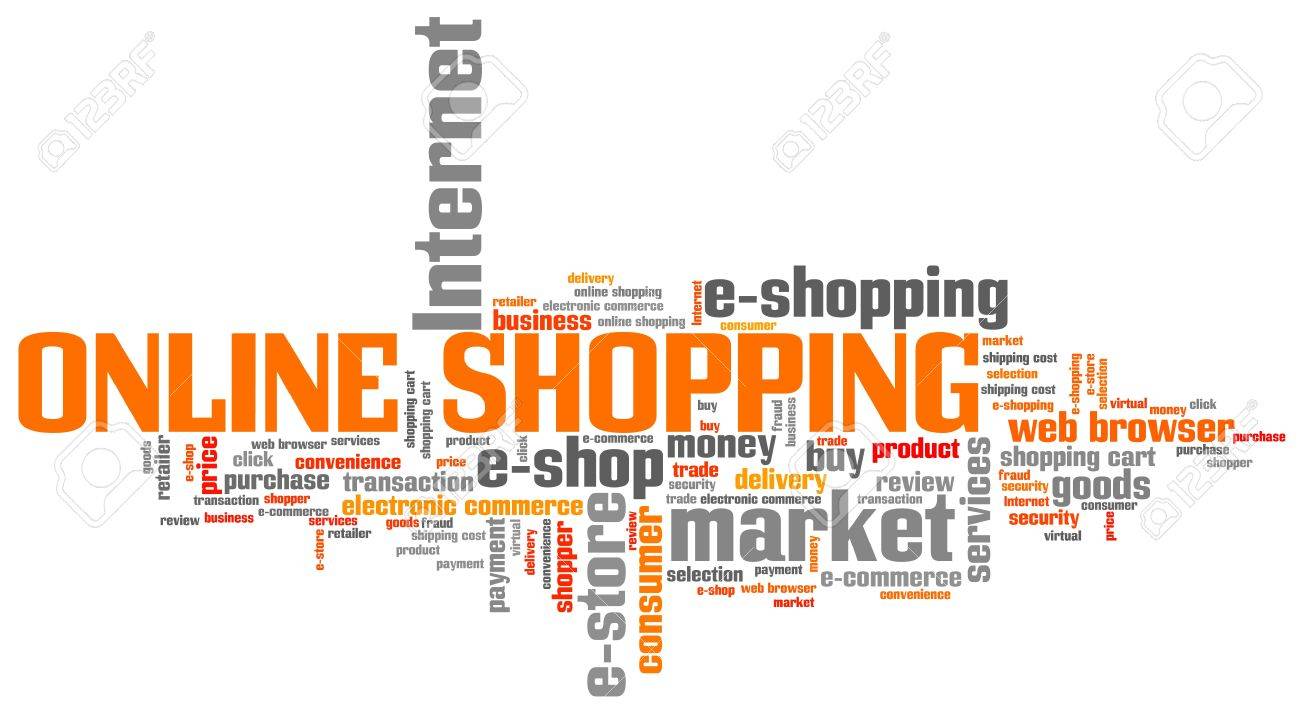 123RF
123RF
Internet
delivery
online shopping
retailer electronic commerce
business online shopping
Internet
e-shopping
consumer
ONLINE SHOPPING
market
shipping cost
selection
shipping cost
e-shopping
e-shopping
e-store
selection
virtual money click
web browser purchase
shopping cart
purchase
shopper
fraud
security
goods
Internet
consumer
security
price
virtual
goods
retailer
e-shop
price
web browser services
shopping cart
shopping cart
product
click
e-commerce
click convenience price
purchase transaction
e-shop
transaction shopper
electronic commerce
e-commerce
review business services
goods fraud
e-store
retailer
shipping cost
product
payment
payment
virtual
delivery
convenience
shopper
e-store
consumer
review
buy
buy
fraud
business
money
trade
product
trade
security
delivery
buy
review
trade electronic commerce
transaction
services
market
selection payment
money
e-commerce
e-shop web browser
convenience
market